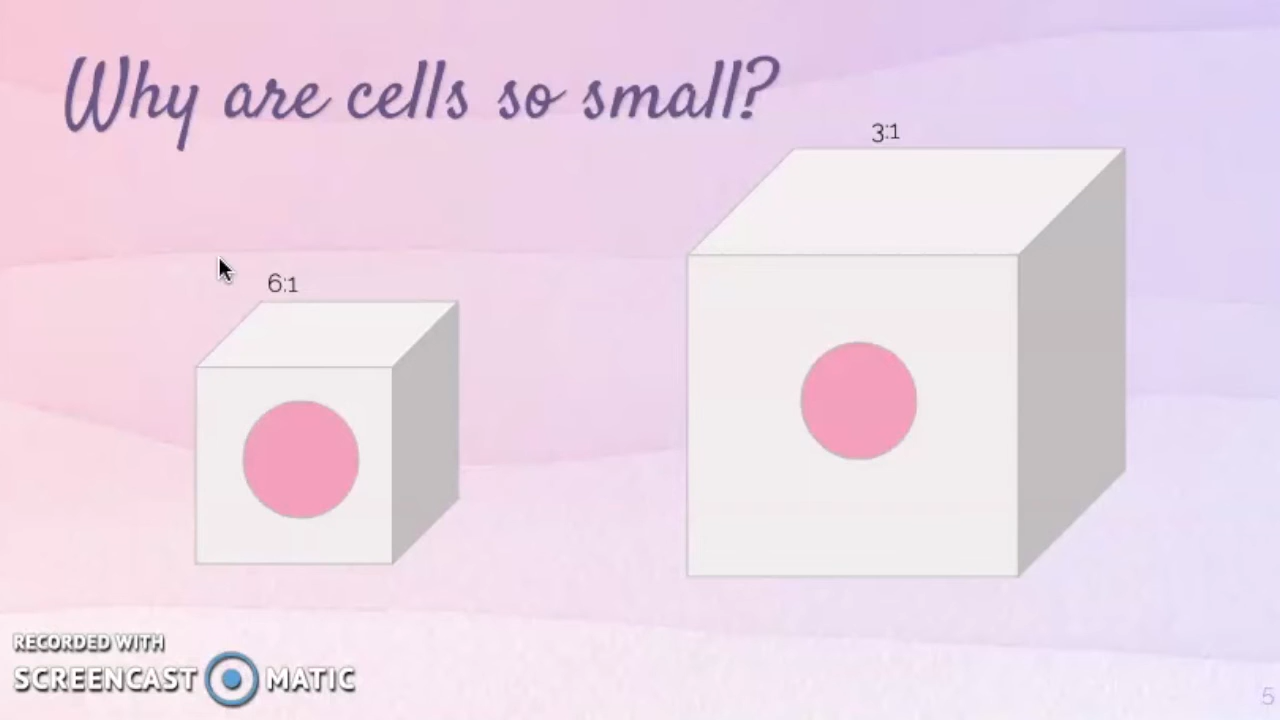 Why are cells so small?
3:1
6:1
RECORDED WITH
SCREENCAST MATIC
5